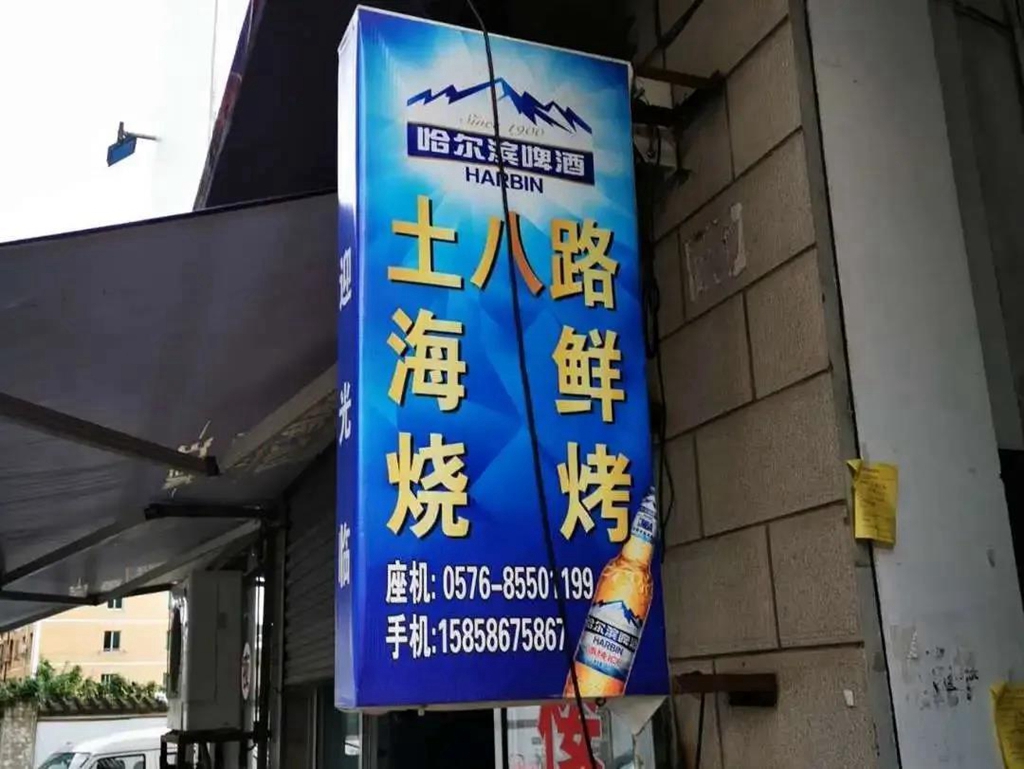 Since 1900
哈尔滨啤酒
HARBIN
土八路
海鲜
烧烤
座机: 0576-85501199
手机:15858675867
迎光临
哈尔滨啤酒
HARBIN